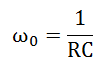 ω₀ = 1/RC